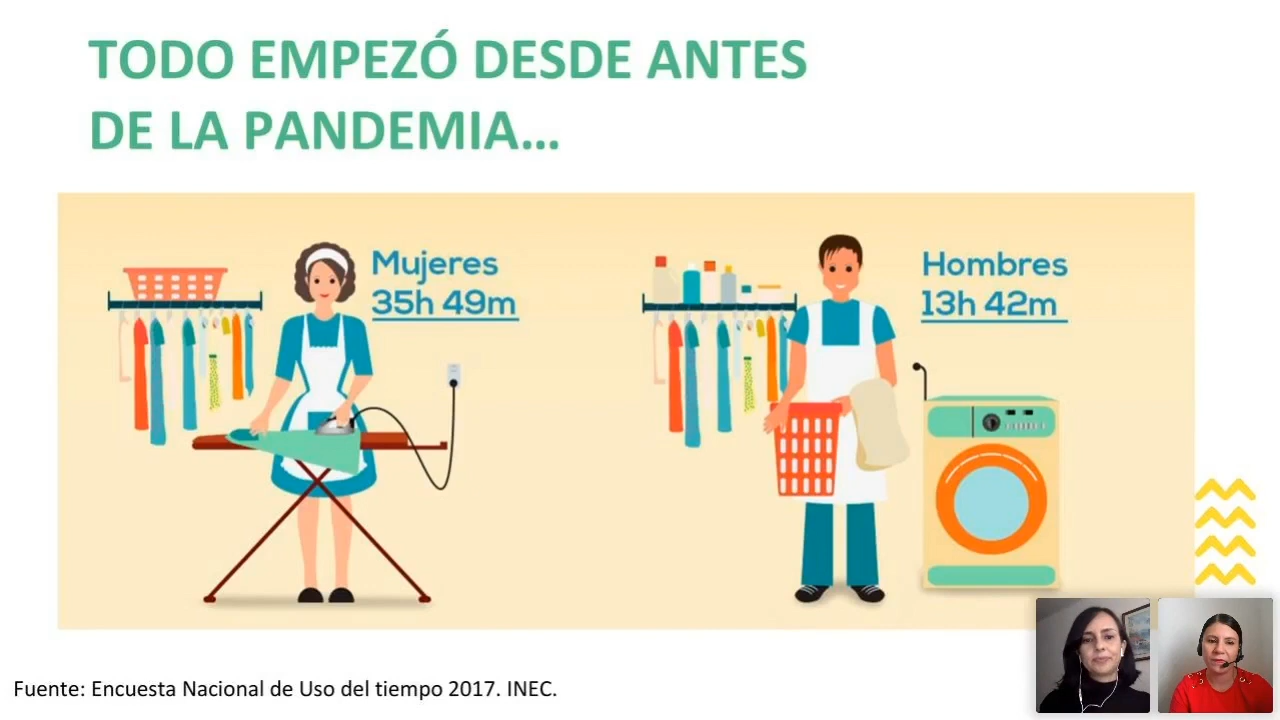 TODO EMPEZÓ DESDE ANTES
DE LA PANDEMIA...
Mujeres
35h 49m
Hombres
13h 42m
Fuente: Encuesta Nacional de Uso del tiempo 2017. INEC.